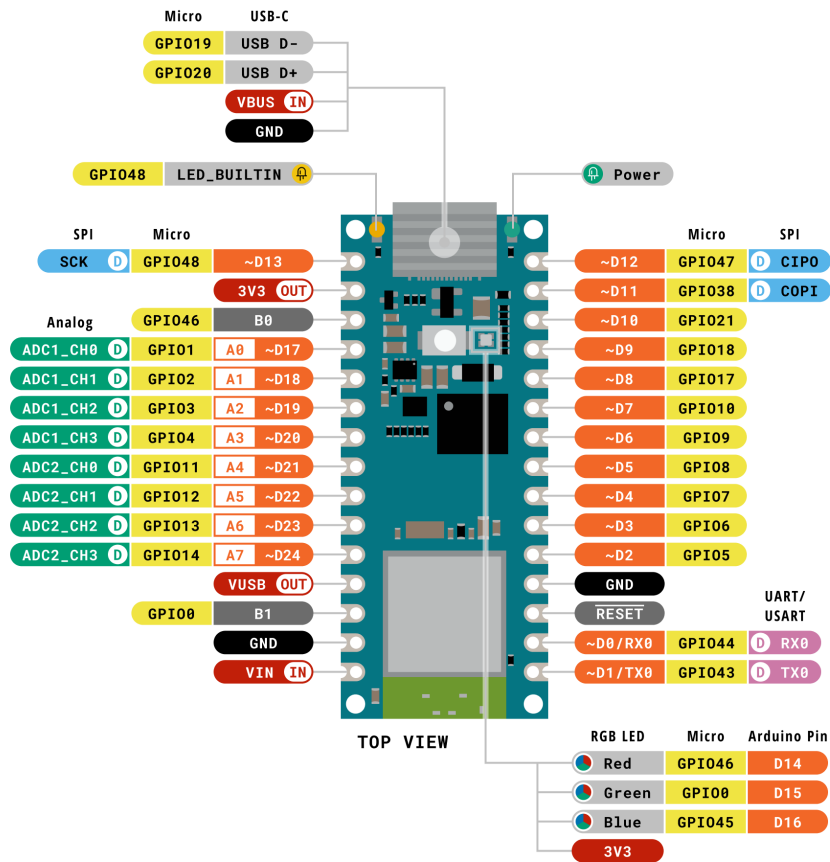 Micro USB-C
GPIO19 USB D-
GPIO20 USB D+
VBUS IN
GND
GPIO48 LED_BUILTIN
Power
SPI Micro
SCK D GPIO48 ~D13
3V3 OUT
GPIO46 B0
Analog
ADC1_CH0 D GPIO1 A0 ~D17
ADC1_CH1 D GPIO2 A1 ~D18
ADC1_CH2 D GPIO3 A2 ~D19
ADC1_CH3 D GPIO4 A3 ~D20
ADC2_CH0 D GPIO11 A4 ~D21
ADC2_CH1 D GPIO12 A5 ~D22
ADC2_CH2 D GPIO13 A6 ~D23
ADC2_CH3 D GPIO14 A7 ~D24
VUSB OUT
GPIO0 B1
GND
VIN IN
Micro SPI
~D12 GPIO47 D CIPO
~D11 GPIO38 D COPI
~D10 GPIO21
~D9 GPIO18
~D8 GPIO17
~D7 GPIO10
~D6 GPIO9
~D5 GPIO8
~D4 GPIO7
~D3 GPIO6
~D2 GPIO5
GND
RESET
UART/
USART
~D0/RX0 GPIO44 D RX0
~D1/TX0 GPIO43 D TX0
TOP VIEW
RGB LED Micro Arduino Pin
Red GPIO46 D14
Green GPIO0 D15
Blue GPIO45 D16
3V3